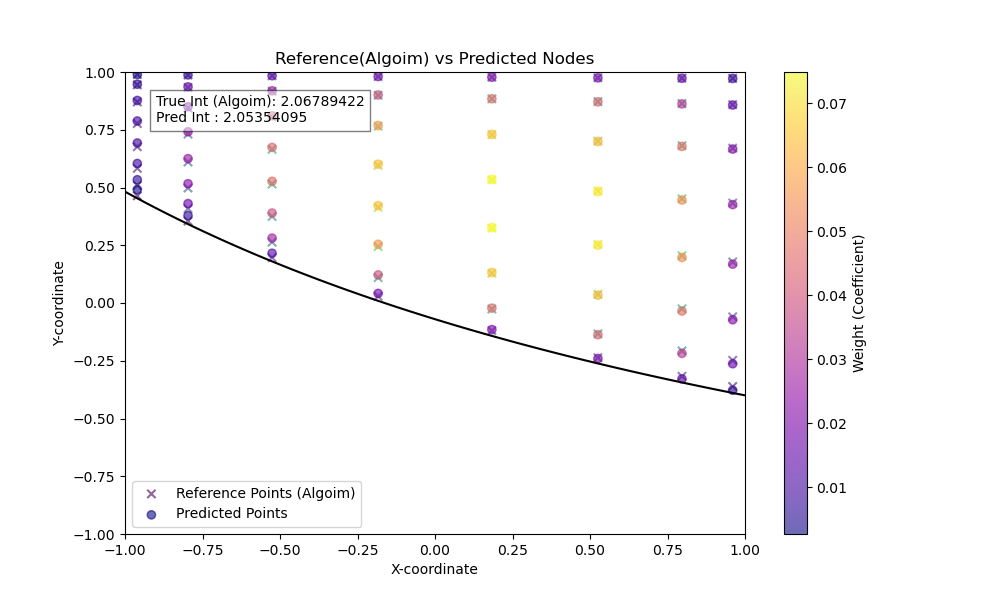 Reference(Algoim) vs Predicted Nodes
1.00
0.75
0.50
0.25
0.00
−0.25
−0.50
−0.75
−1.00
Y-coordinate
True Int (Algoim): 2.06789422
Pred Int : 2.05354095
Reference Points (Algoim)
Predicted Points
−1.00 −0.75 −0.50 −0.25 0.00 0.25 0.50 0.75 1.00
X-coordinate
0.07
0.06
0.05
0.04
0.03
0.02
0.01
Weight (Coefficient)